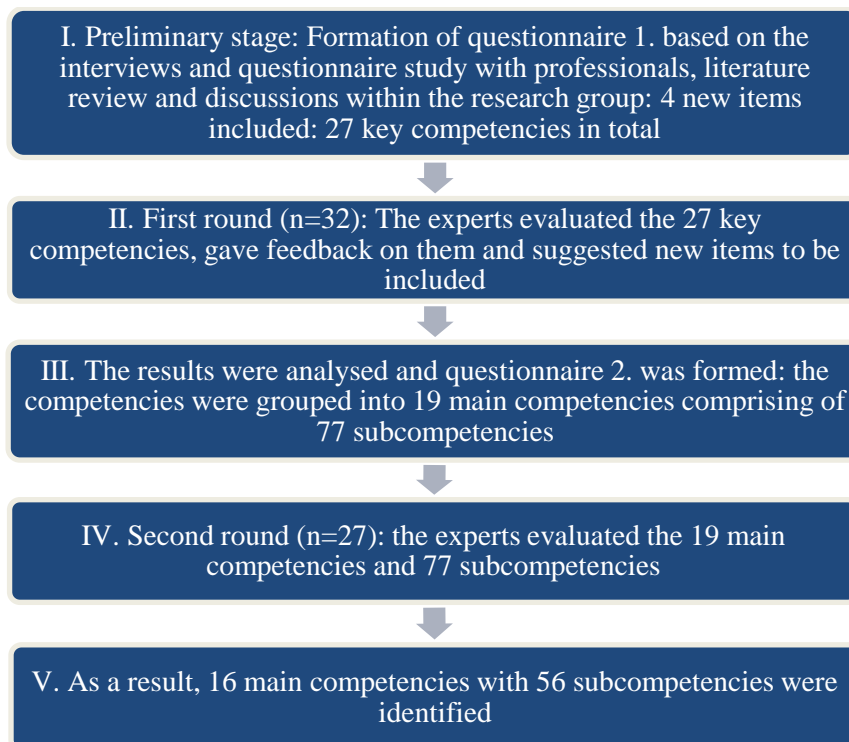 I. Preliminary stage: Formation of questionnaire 1. based on the
interviews and questionnaire study with professionals, literature
review and discussions within the research group: 4 new items
included: 27 key competencies in total
II. First round (n=32): The experts evaluated the 27 key
competencies, gave feedback on them and suggested new items to be
included
III. The results were analysed and questionnaire 2. was formed: the
competencies were grouped into 19 main competencies comprising of
77 subcompetencies
IV. Second round (n=27): the experts evaluated the 19 main
competencies and 77 subcompetencies
V. As a result, 16 main competencies with 56 subcompetencies were
identified